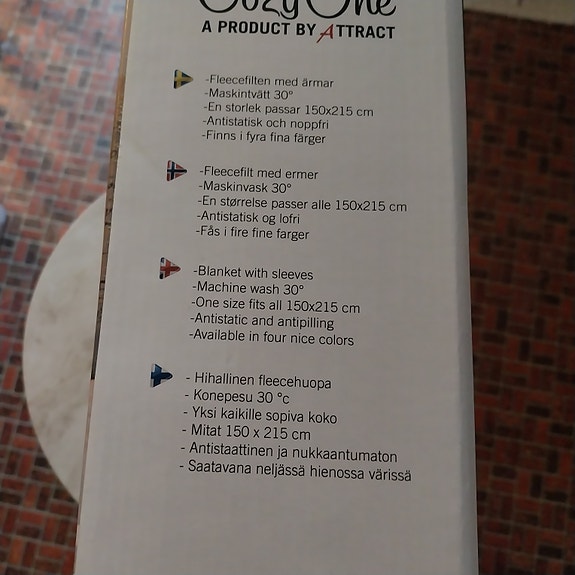 Cozy One
A PRODUCT BY ATTRACT
-Fleecefilten med ärmar
-Maskintvätt 30°
-En storlek passar 150x215 cm
-Antistatisk och noppfri
-Finns i fyra fina färger
-Fleecefilt med ermer
-Maskinvask 30°
-En størrelse passer alle 150x215 cm
-Antistatisk og lofri
-Fås i fire fine farger
-Blanket with sleeves
-Machine wash 30°
-One size fits all 150x215 cm
-Antistatic and antipilling
-Available in four nice colors
- Hihallinen fleecehuopa
- Konepesu 30 °c
- Yksi kaikille sopiva koko
- Mitat 150 x 215 cm
- Antistaattinen ja nukkaantumaton
- Saatavana neljässä hienossa värissä